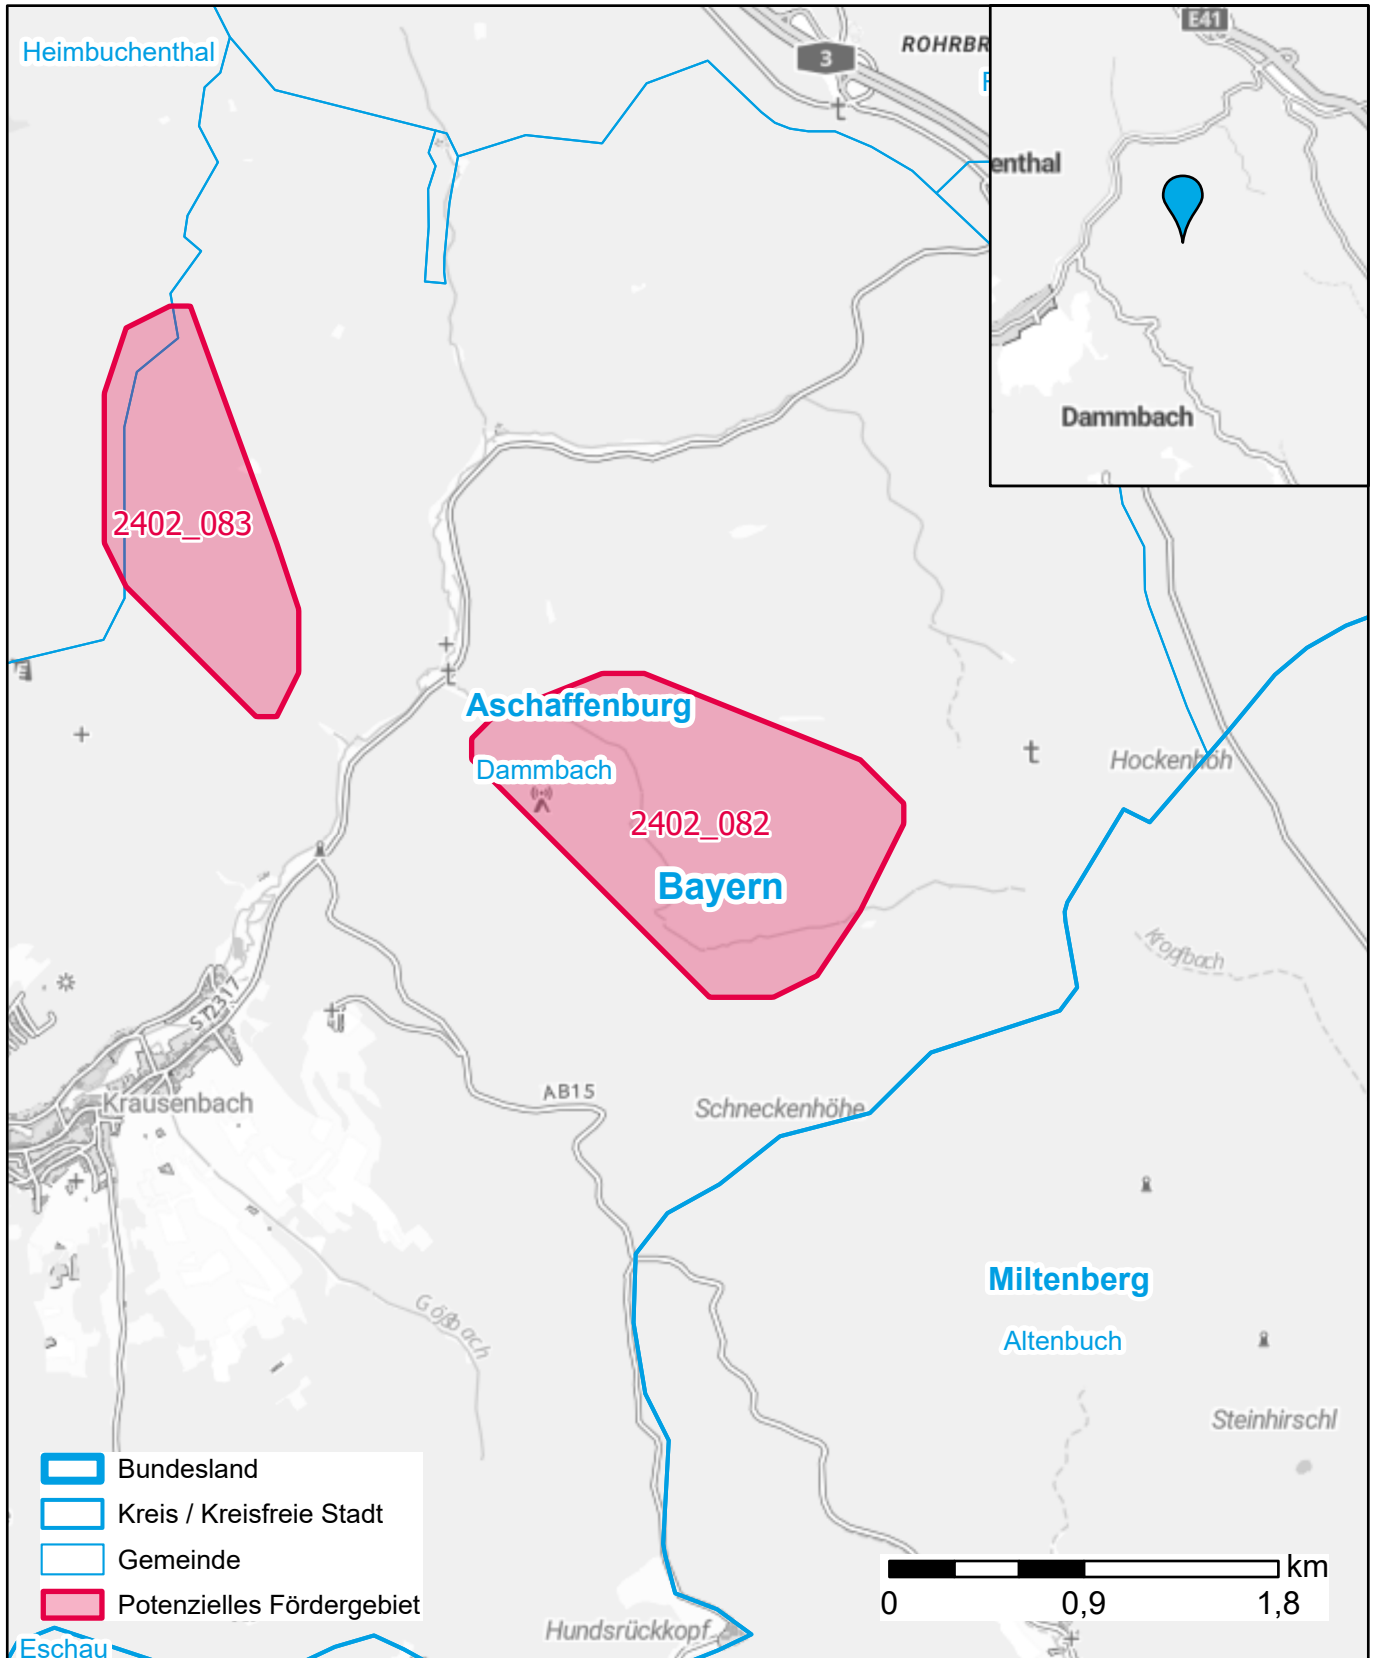 Heimbuchenthal
3
ROHRBR
F
E41
enthal
Dammbach
2402_083
Aschaffenburg
Dammbach
2402_082
Bayern
Hockenhöh
Kropfbach
ST2317
Krausenbach
AB15
Schneckenhöhe
Gößbach
Miltenberg
Altenbuch
Steinhirschl
Hundsrückkopf
Eschau
Bundesland
Kreis / Kreisfreie Stadt
Gemeinde
Potenzielles Fördergebiet
km
0 0,9 1,8